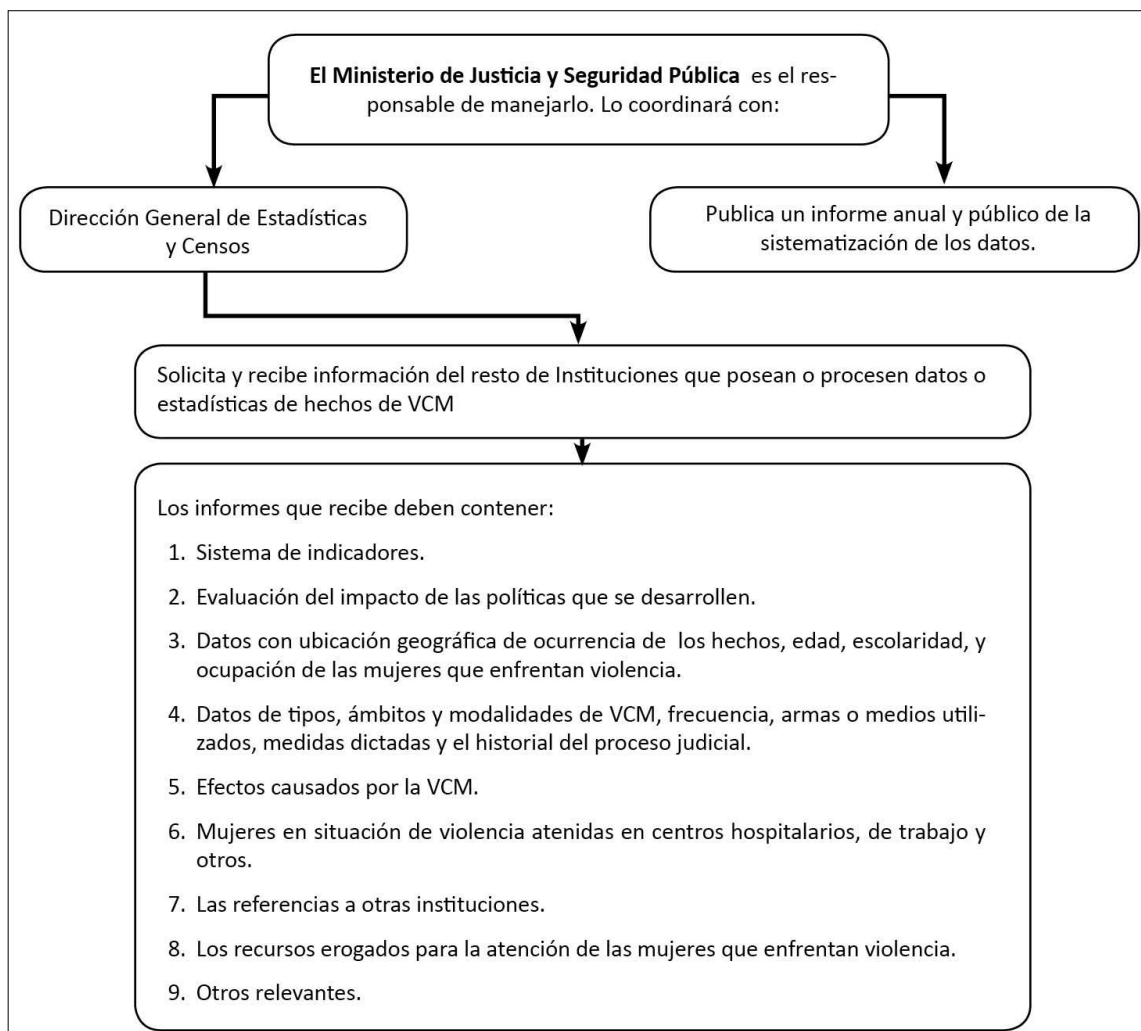 El Ministerio de Justicia y Seguridad Pública es el res-
ponsable de manejarlo. Lo coordinará con:
Dirección General de Estadísticas
y Censos
Publica un informe anual y público de la
sistematización de los datos.
Solicita y recibe información del resto de Instituciones que posean o procesen datos o
estadísticas de hechos de VCM
Los informes que recibe deben contener:
1. Sistema de indicadores.
2. Evaluación del impacto de las políticas que se desarrollen.
3. Datos con ubicación geográfica de ocurrencia de los hechos, edad, escolaridad, y
ocupación de las mujeres que enfrentan violencia.
4. Datos de tipos, ámbitos y modalidades de VCM, frecuencia, armas o medios utili-
zados, medidas dictadas y el historial del proceso judicial.
5. Efectos causados por la VCM.
6. Mujeres en situación de violencia atenidas en centros hospitalarios, de trabajo y
otros.
7. Las referencias a otras instituciones.
8. Los recursos erogados para la atención de las mujeres que enfrentan violencia.
9. Otros relevantes.